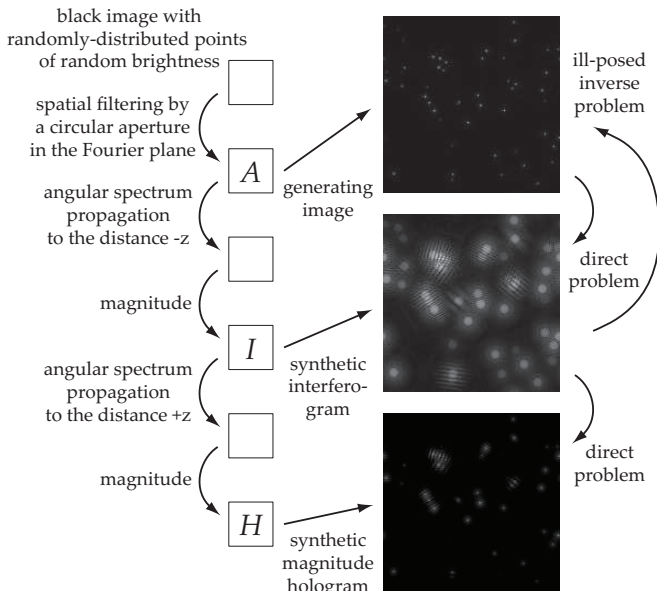 black image with
randomly-distributed points
of random brightness
spatial filtering by
a circular aperture
in the Fourier plane
A
generating
image
angular spectrum
propagation
to the distance -z
magnitude
I
synthetic
interfero-
gram
angular spectrum
propagation
to the distance +z
magnitude
H
synthetic
magnitude
hologram
ill-posed
inverse
problem
direct
problem
direct
problem